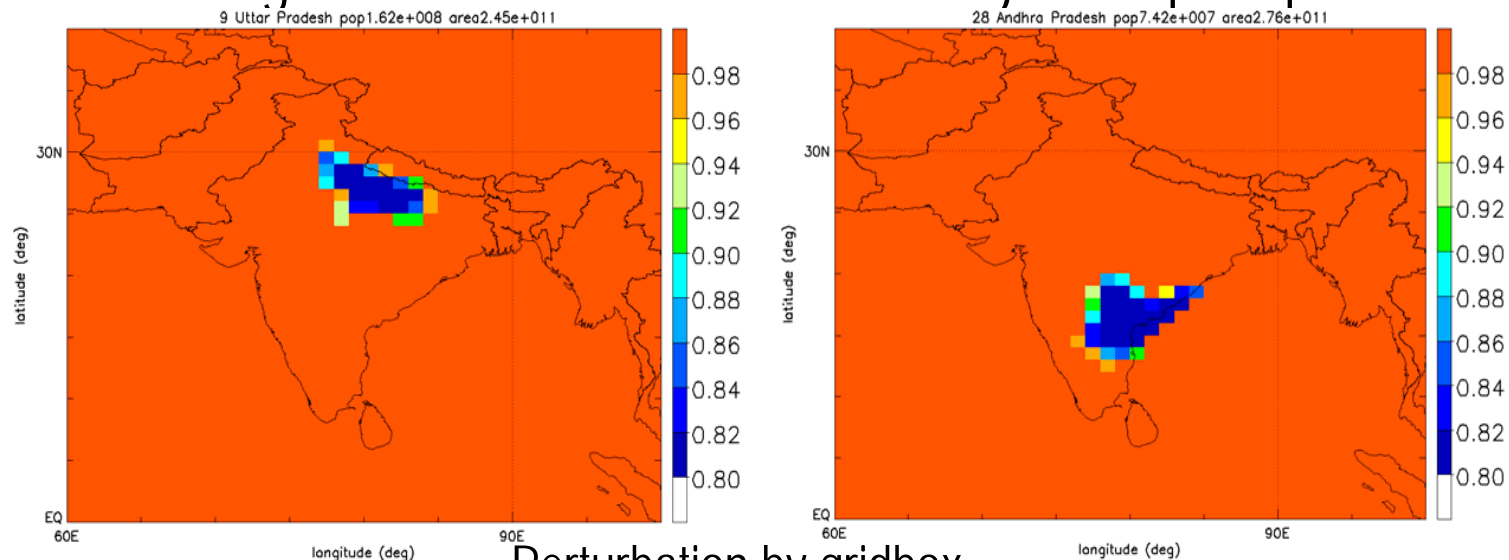 9 Uttar Pradesh pop1.62e+008 area2.45e+011
0.98
0.96
0.94
0.92
0.90
0.88
0.86
0.84
0.82
0.80
30N
EQ
60E
90E
latitude (deg)
longitude (deg)
28 Andhra Pradesh pop7.42e+007 area2.76e+011
0.98
0.96
0.94
0.92
0.90
0.88
0.86
0.84
0.82
0.80
30N
EQ
60E
90E
latitude (deg)
longitude (deg)
Perturbation by gridbox